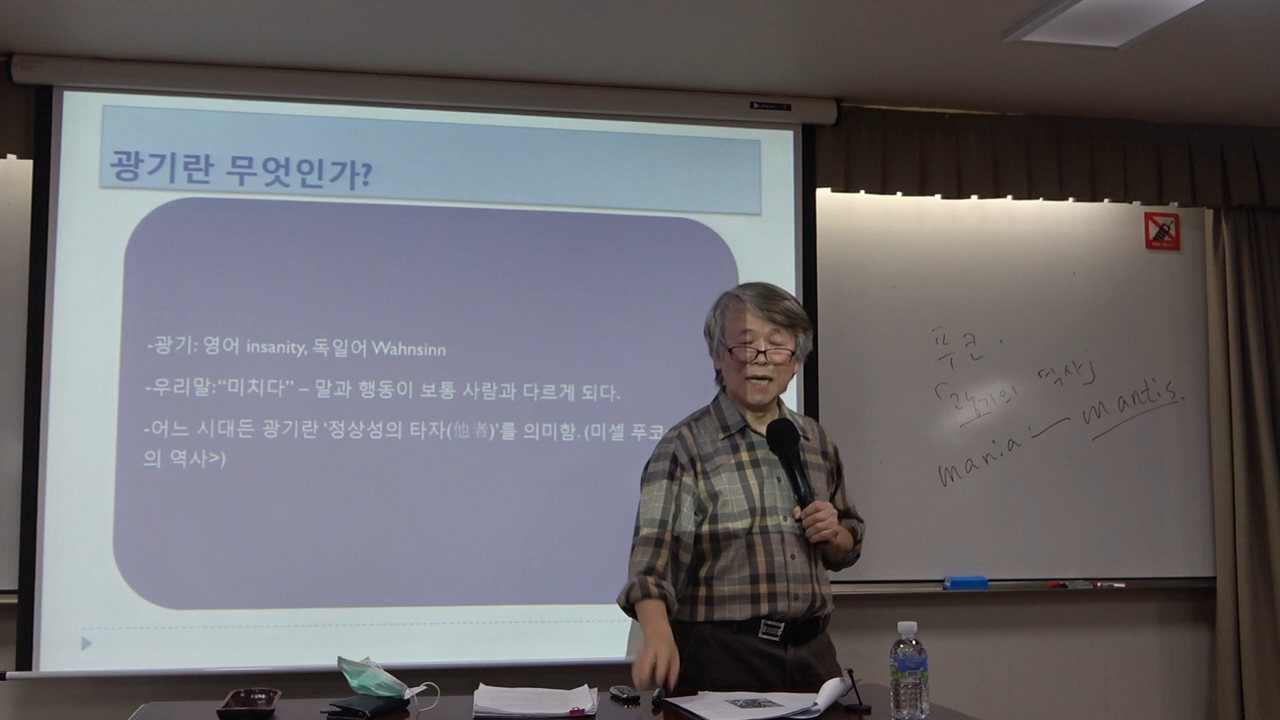 광기란 무엇인가?
-광기: 영어 insanity, 독일어 Wahnsinn
-우리말:“미치다” – 말과 행동이 보통 사람과 다르게 되다.
-어느 시대든 광기란 ‘정상성의 타자(他者)’를 의미함. (미셀 푸코
의 역사>)
푸코.
「광기의 역사」
mania — mantis.